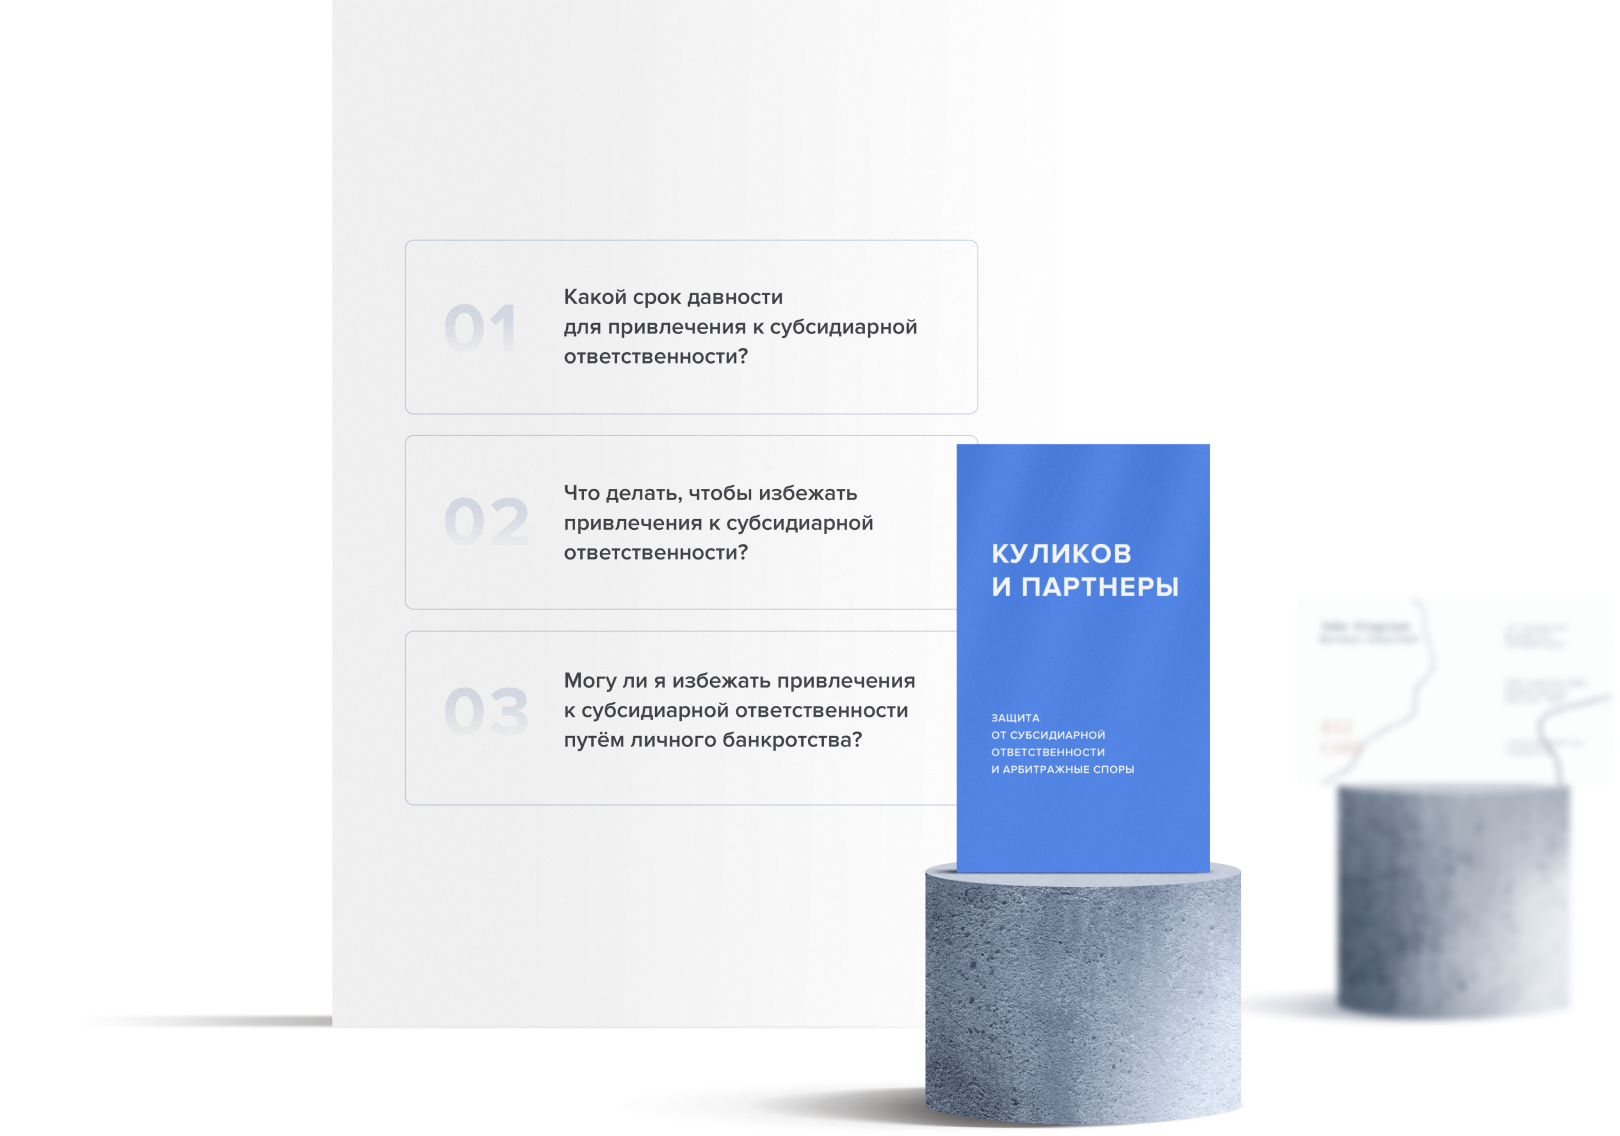 01
Какой срок давности
для привлечения к субсидиарной
ответственности?
02
Что делать, чтобы избежать
привлечения к субсидиарной
ответственности?
03
Могу ли я избежать привлечения
к субсидиарной ответственности
путём личного банкротства?
КУЛИКОВ
И ПАРТНЕРЫ
ЗАЩИТА
ОТ СУБСИДИАРНОЙ
ОТВЕТСТВЕННОСТИ
И АРБИТРАЖНЫЕ СПОРЫ